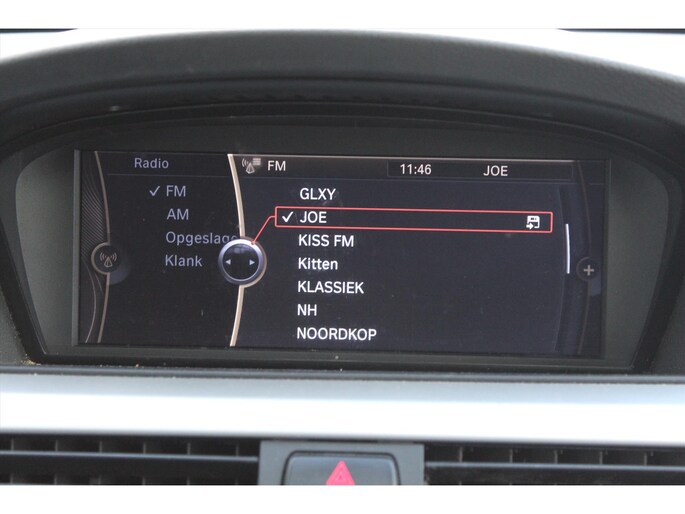 Radio
FM 11:46 JOE
FM
AM
Klank
GLXY
JOE
KISS FM
Kitten
KLASSIEK
NH
NOORDKOP